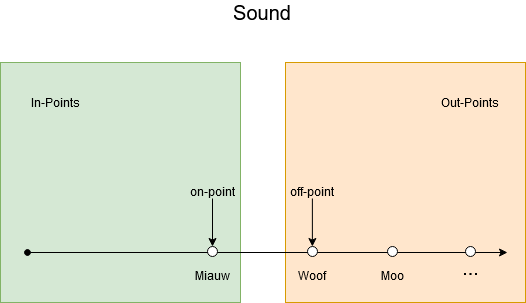 Sound
In-Points
Out-Points
on-point
off-point
Miauw
Woof
Moo
...